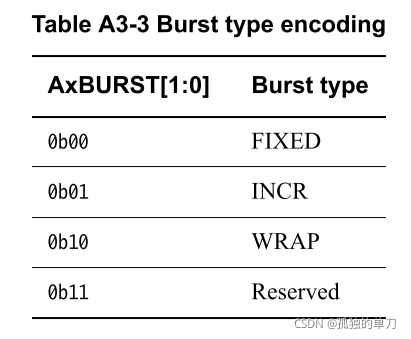 Table A3-3 Burst type encoding
AxBURST[1:0] Burst type
0b00 FIXED
0b01 INCR
0b10 WRAP
0b11 Reserved
CSDN @孤独的单刀